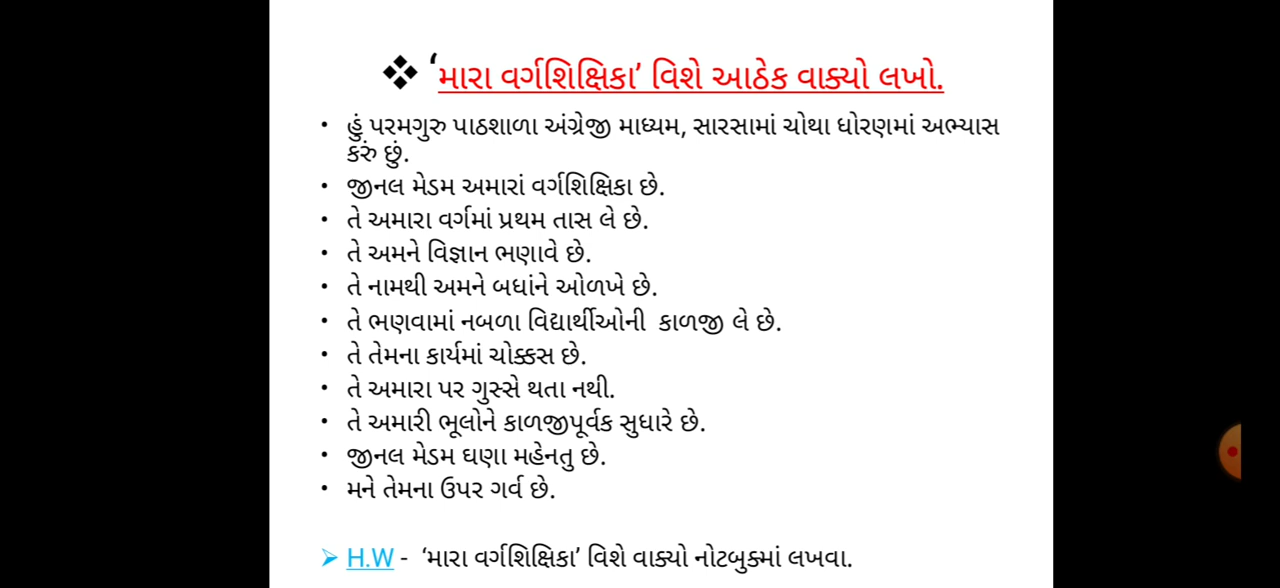 ❖ ‘મારા વર્ગશિક્ષિકા’ વિશે આઠેક વાક્યો લખો.
• હું પરમગુરુ પાઠશાળા અંગ્રેજી માધ્યમ, સારસામાં ચોથા ધોરણમાં અભ્યાસ
કરું છું.
• જીનલ મેડમ અમારાં વર્ગશિક્ષિકા છે.
• તે અમારા વર્ગમાં પ્રથમ તાસ લે છે.
• તે અમને વિજ્ઞાન ભણાવે છે.
• તે નામથી અમને બધાંને ઓળખે છે.
• તે ભણવામાં નબળા વિદ્યાર્થીઓની કાળજી લે છે.
• તે તેમના કાર્યમાં ચોક્કસ છે.
• તે અમારા પર ગુસ્સે થતા નથી.
• તે અમારી ભૂલોને કાળજીપૂર્વક સુધારે છે.
• જીનલ મેડમ ઘણા મહેનતુ છે.
• મને તેમના ઉપર ગર્વ છે.
➢ H.W - ‘મારા વર્ગશિક્ષિકા’ વિશે વાક્યો નોટબુકમાં લખવા.